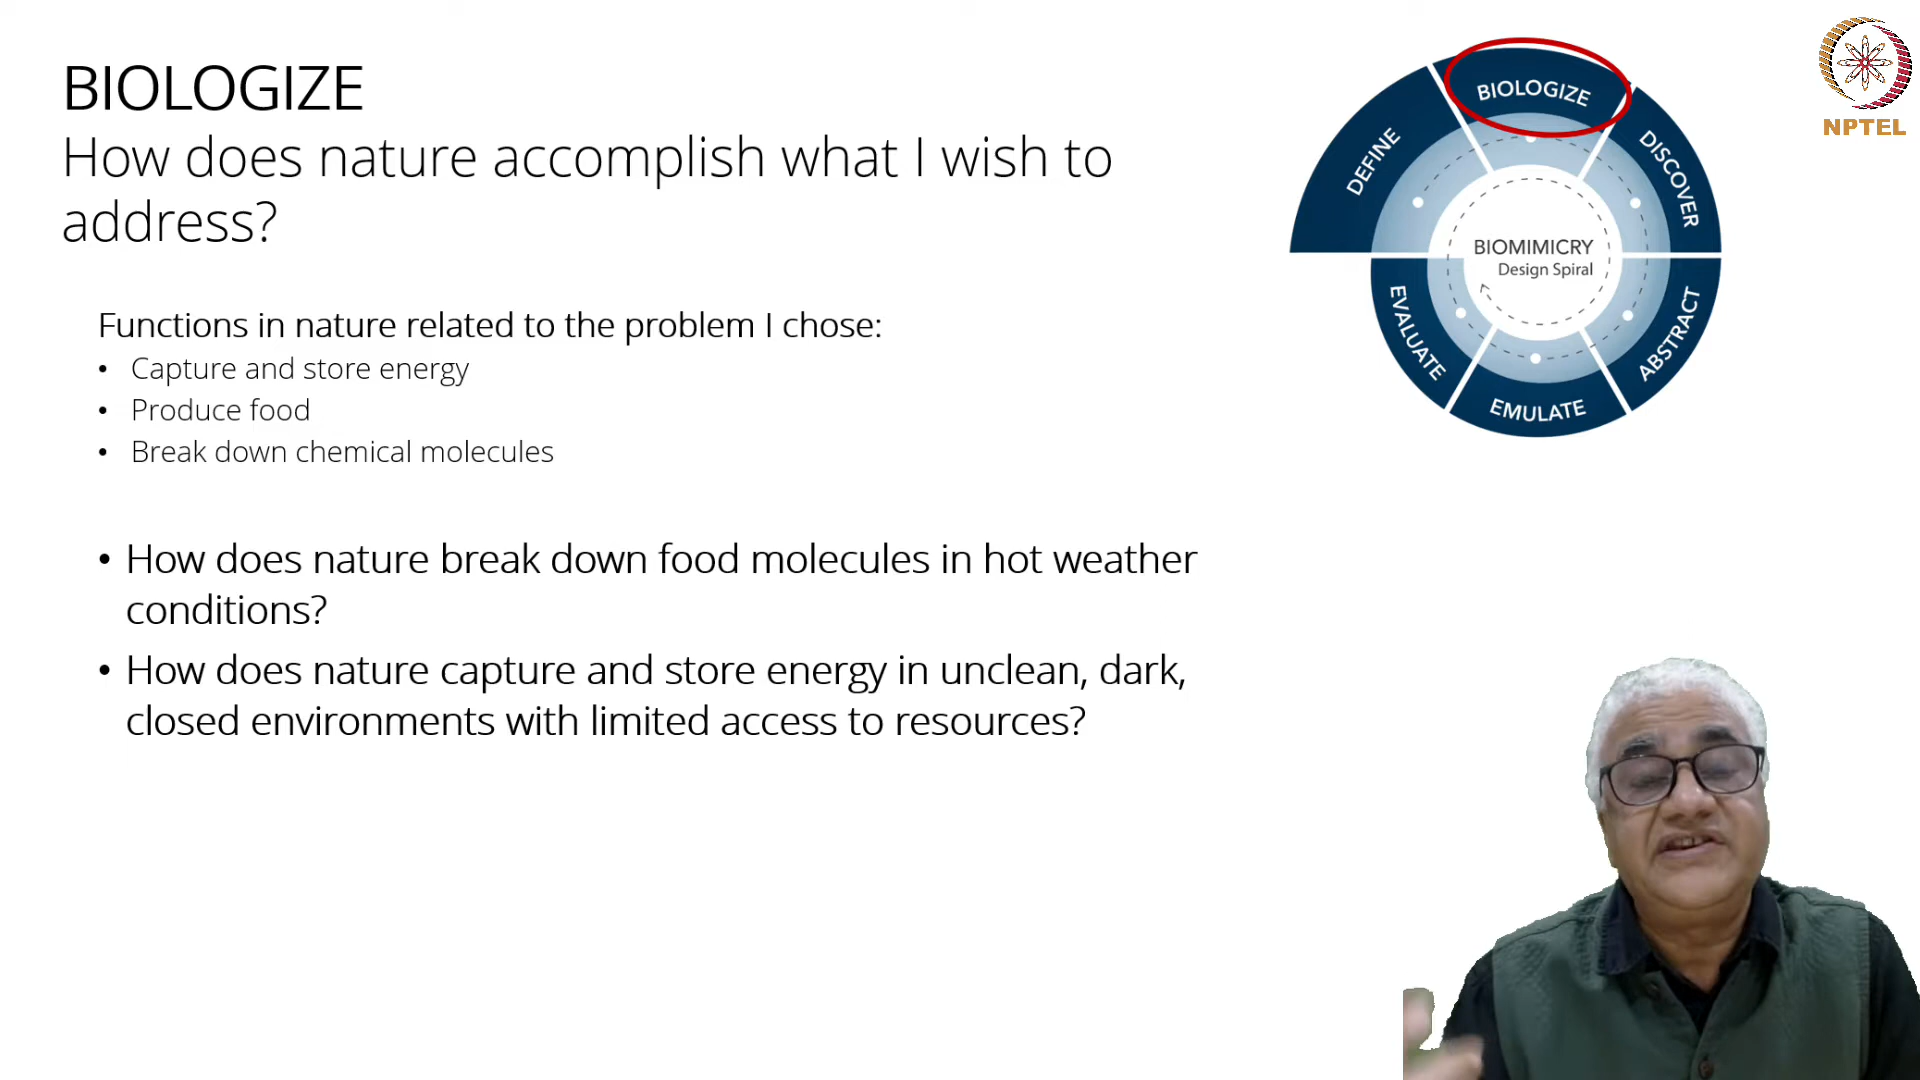 BIOLOGIZE
How does nature accomplish what I wish to
address?
Functions in nature related to the problem I chose:
• Capture and store energy
• Produce food
• Break down chemical molecules
• How does nature break down food molecules in hot weather
conditions?
• How does nature capture and store energy in unclean, dark,
closed environments with limited access to resources?
DEFINE
BIOLOGIZE
DISCOVER
ABSTRACT
EMULATE
EVALUATE
BIOMIMICRY
Design Spiral
NPTEL